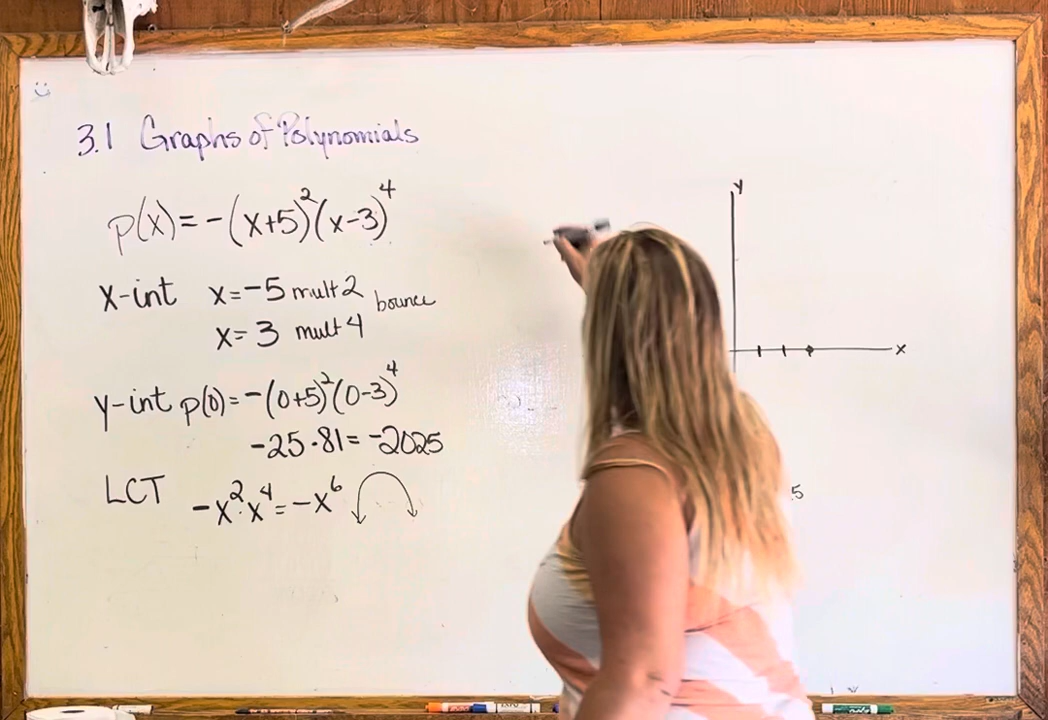 3.1 Graphs of Polynomials
p(x) = -(x+5)²(x-3)⁴
x-int x=-5 mult 2 bounce
x=3 mult 4
y-int p(0)=-(0+5)²(0-3)⁴
-25·81=-2025
LCT -x²·x⁴=-x⁶
y
x
5